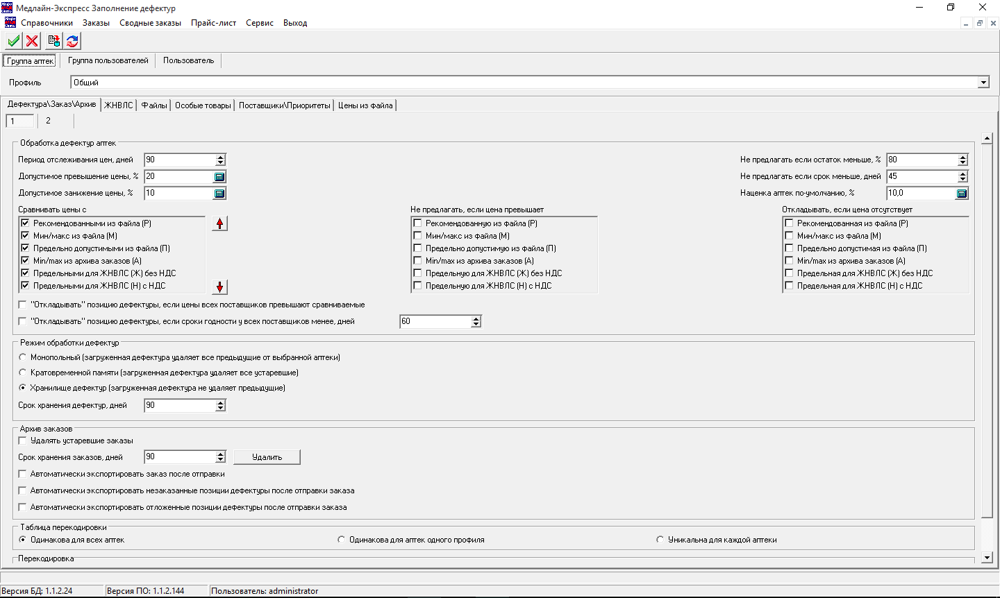 Медлайн-Экспресс Заполнение дефектур
Справочники Заказы Сводные заказы Прайс-лист Сервис Выход
Группа аптек Группа пользователей Пользователь
Профиль Общий
Дефектура\Заказ\Архив ЖНВЛС Файлы Особые товары Поставщики\Приоритеты Цены из файла
1 2
Обработка дефектур аптек
Период отслеживания цен, дней 90 Не предлагать если остаток меньше, % 80
Допустимое превышение цены, % 20 Не предлагать если срок меньше, дней 45
Допустимое занижение цены, % 10 Наценка аптек по-умолчанию, % 10,0
Сравнивать цены с Не предлагать, если цена превышает Откладывать, если цена отсутствует
Рекомендованными из файла (Р) Рекомендованную из файла (Р) Рекомендованная из файла (Р)
Мин/макс из файла (М) Мин/макс из файла (М) Мин/макс из файла (М)
Предельно допустимыми из файла (П) Предельно допустимую из файла (П) Предельно допустимая из файла (П)
Min/max из архива заказов (А) Min/max из архива заказов (А) Min/max из архива заказов (А)
Предельными для ЖНВЛС (Ж) без НДС Предельную для ЖНВЛС (Ж) без НДС Предельная для ЖНВЛС (Ж) без НДС
Предельными для ЖНВЛС (Н) с НДС Предельную для ЖНВЛС (Н) с НДС Предельная для ЖНВЛС (Н) с НДС
"Откладывать" позицию дефектуры, если цены всех поставщиков превышают сравниваемые
"Откладывать" позицию дефектуры, если сроки годности у всех поставщиков менее, дней 60
Режим обработки дефектур
Монопольный (загруженная дефектура удаляет все предыдущие от выбранной аптеки)
Кратовременной памяти (загруженная дефектура удаляет все устаревшие)
Хранилище дефектур (загруженная дефектура не удаляет предыдущие)
Срок хранения дефектур, дней 90
Архив заказов
Удалять устаревшие заказы
Срок хранения заказов, дней 90 Удалить
Автоматически экспортировать заказ после отправки
Автоматически экспортировать незаказанные позиции дефектуры после отправки заказа
Автоматически экспортировать отложенные позиции дефектуры после отправки заказа
Таблица перекодировки
Одинакова для всех аптек Одинакова для аптек одного профиля Уникальна для каждой аптеки
Перекодировка
Версия БД: 1.1.2.24 Версия ПО: 1.1.2.144 Пользователь: administrator